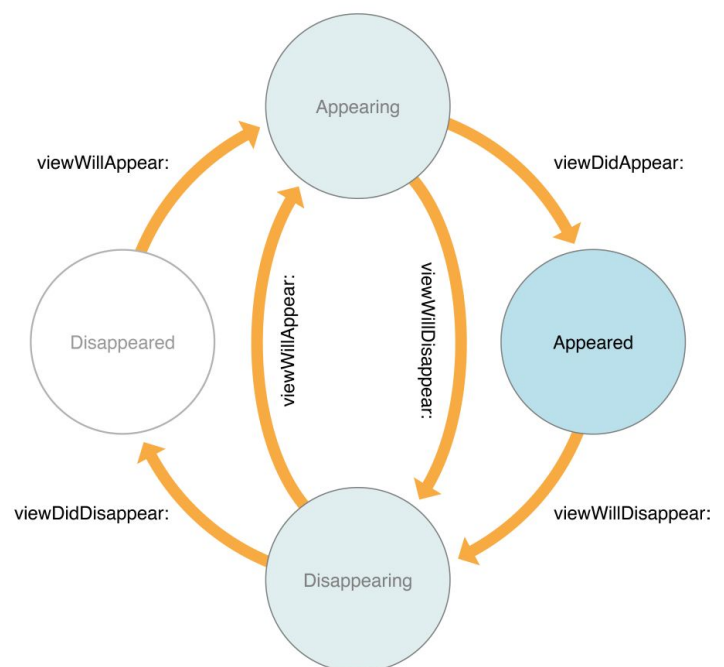 Appearing
viewWillAppear:
viewDidAppear:
viewWillAppear:
viewWillDisappear:
Disappeared
Appeared
viewDidDisappear:
viewWillDisappear:
Disappearing